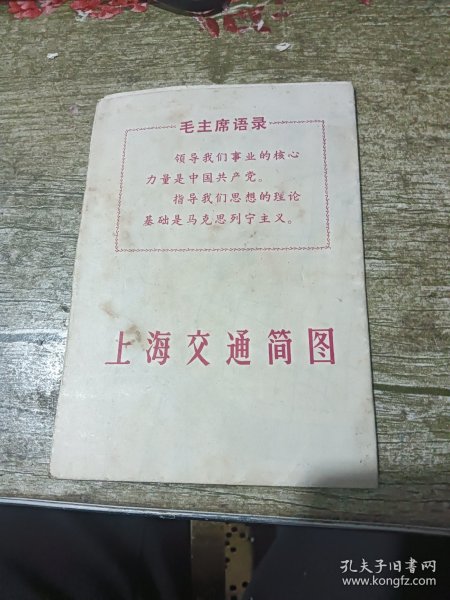 毛主席语录
领导我们事业的核心
力量是中国共产党。
指导我们思想的理论
基础是马克思列宁主义。
上海交通简图
孔夫子旧书网
www.kongfz.com